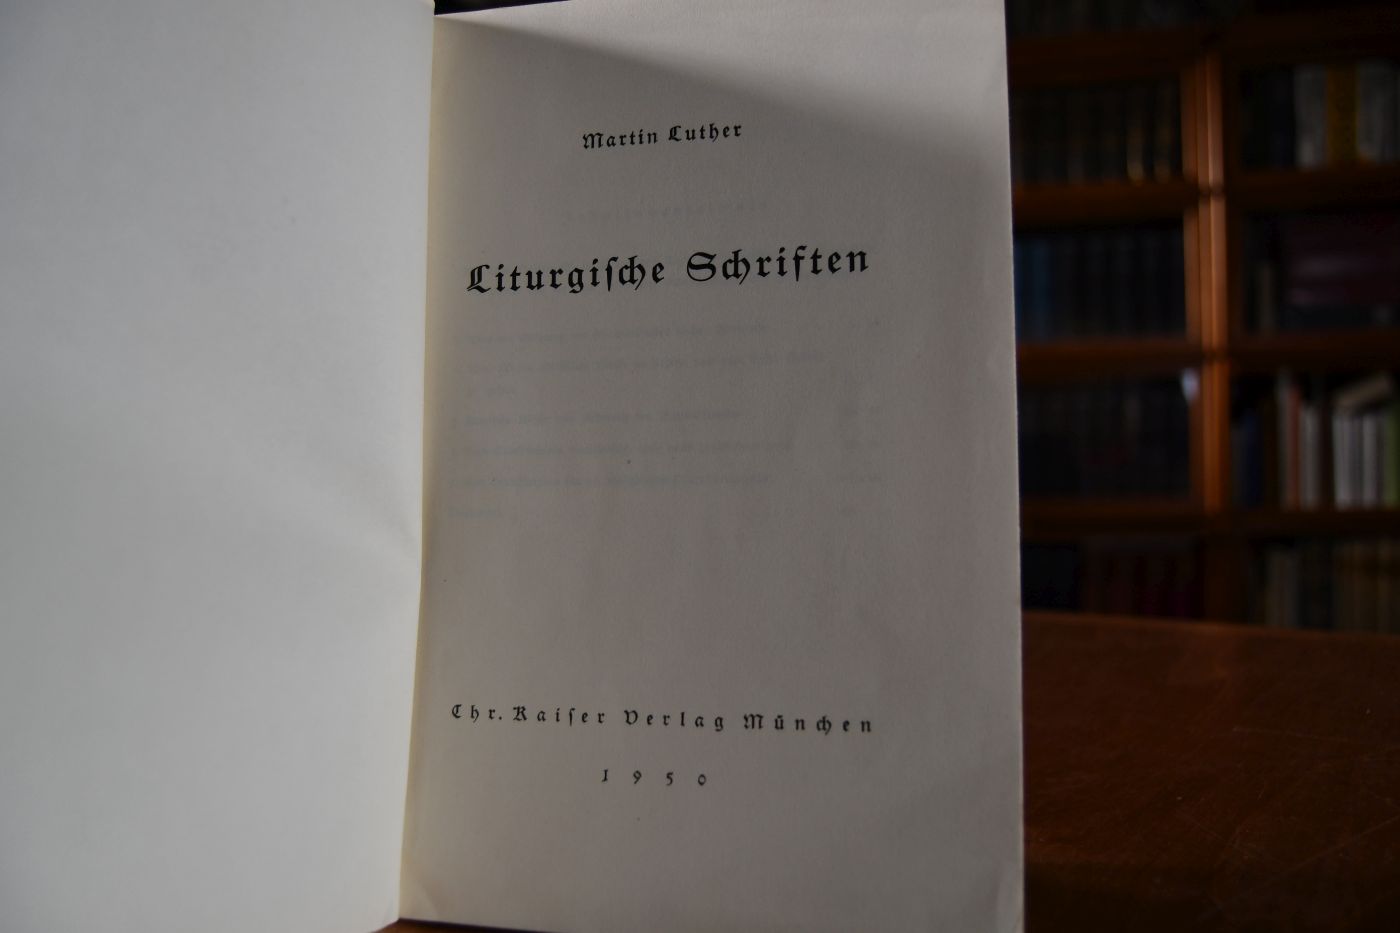 Martin Luther
Liturgiſche Schriften
Chr. Kaiſer Verlag München
1950